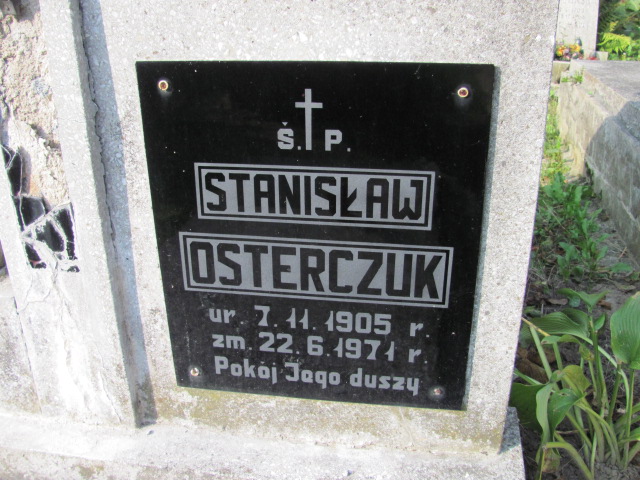 Ś. P.
STANISŁAW
OSTERCZUK
ur. 7. 11. 1905 r.
zm. 22. 6. 1971 r.
Pokój Jego duszy